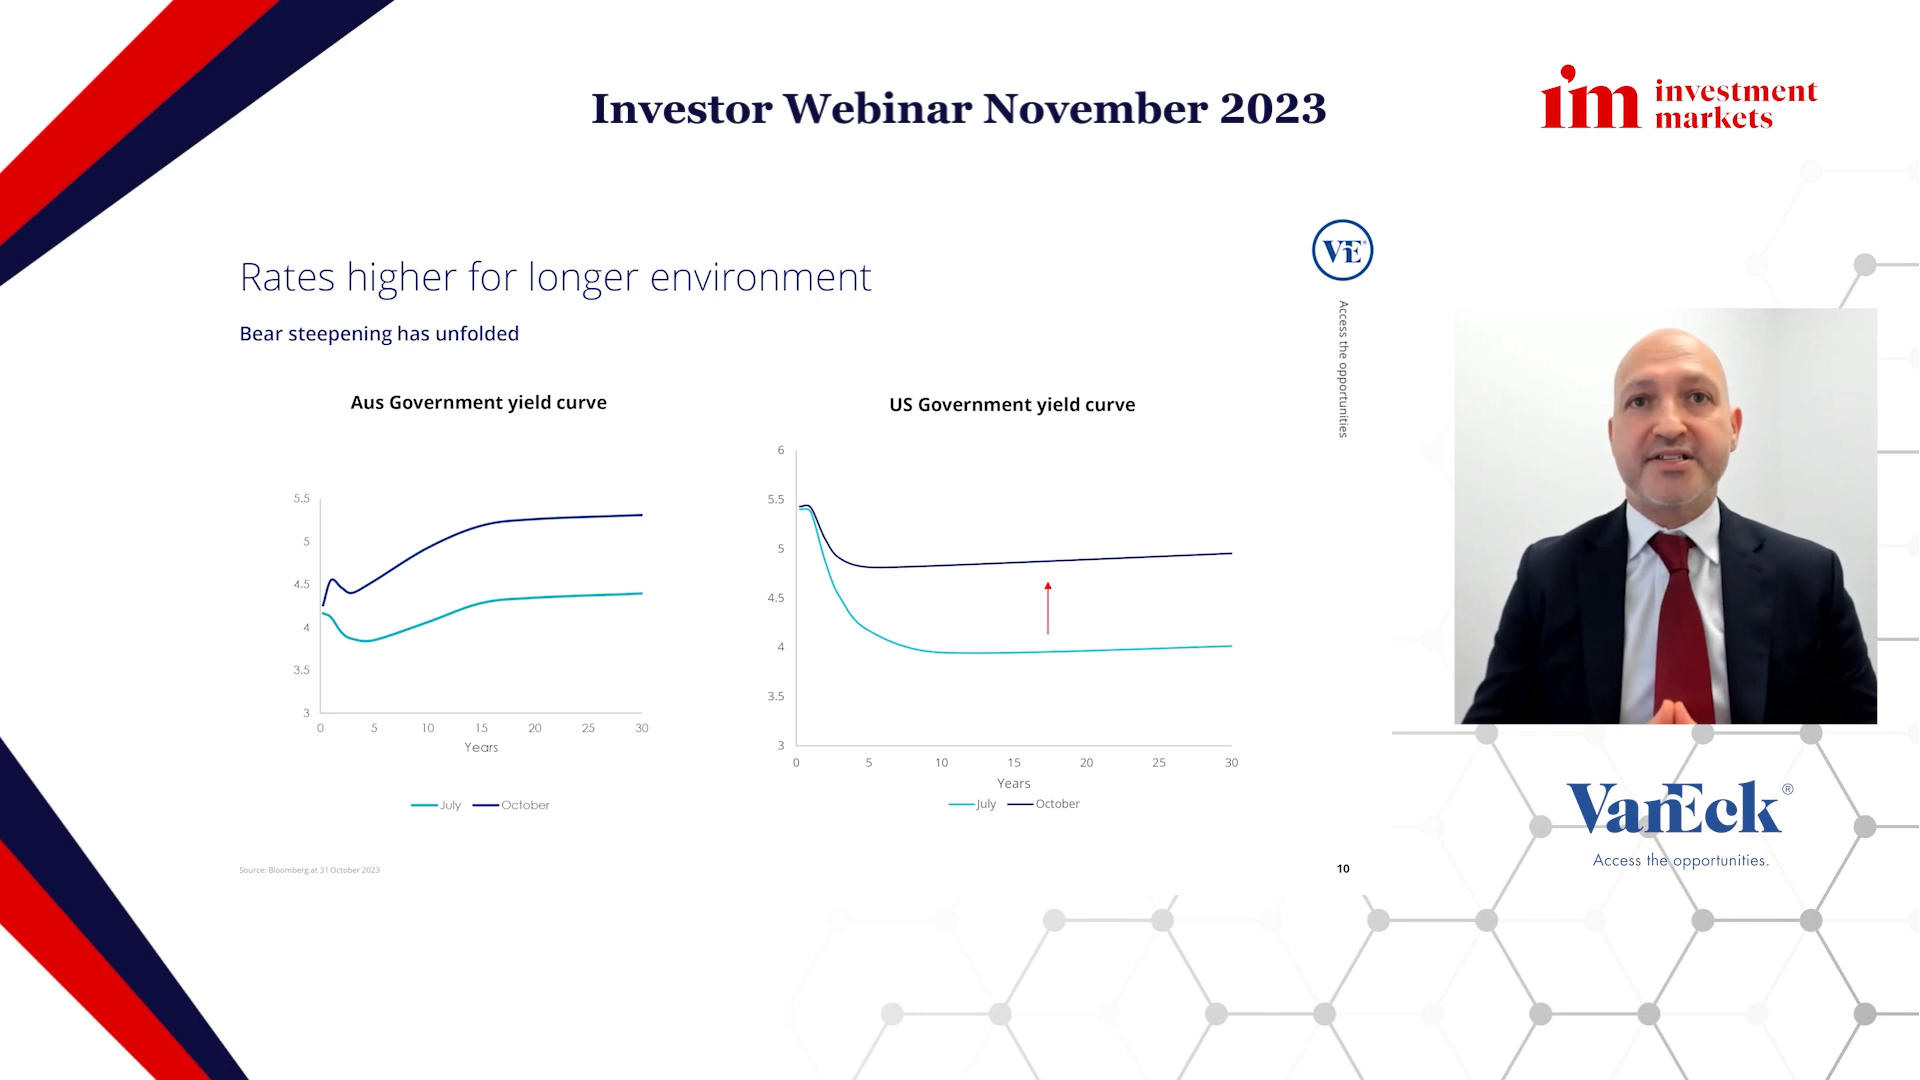 Investor Webinar November 2023
im investment
markets
VE
Access the opportunities
Rates higher for longer environment
Bear steepening has unfolded
Aus Government yield curve
5.5
5
4.5
4
3.5
3
0 5 10 15 20 25 30
Years
July October
US Government yield curve
6
5.5
5
4.5
4
3.5
3
0 5 10 15 20 25 30
Years
July October
Source: Bloomberg at 31 October 2023
10
VanEck®
Access the opportunities.